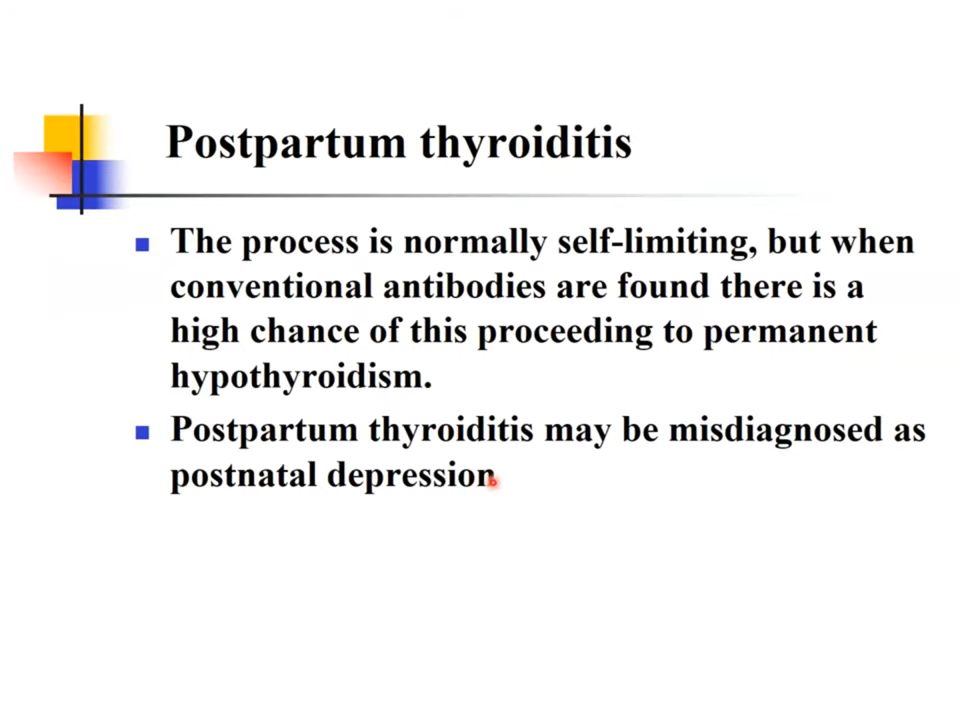 Postpartum thyroiditis
The process is normally self-limiting, but when
conventional antibodies are found there is a
high chance of this proceeding to permanent
hypothyroidism.
Postpartum thyroiditis may be misdiagnosed as
postnatal depression